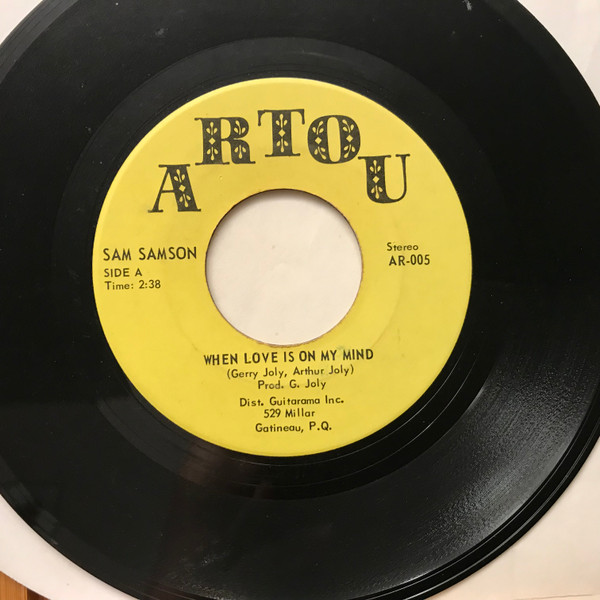 ARTOU
SAM SAMSON
SIDE A
Time: 2:38
Stereo
AR-005
WHEN LOVE IS ON MY MIND
(Gerry Joly, Arthur Joly)
Prod. G. Joly
Dist. Guitarama Inc.
529 Millar
Gatineau, P.Q.